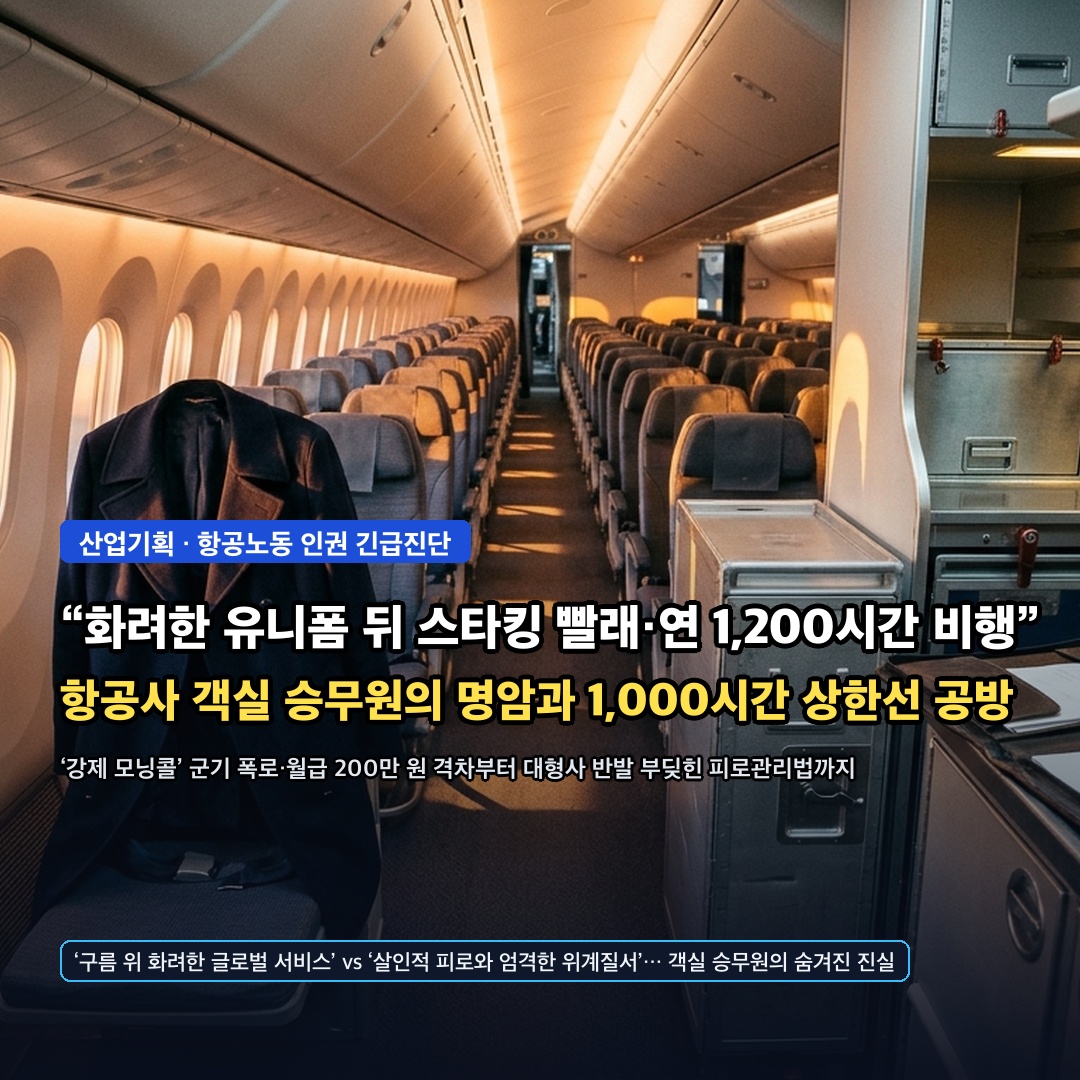 산업기획 · 항공노동 인권 긴급진단
“화려한 유니폼 뒤 스타킹 빨래·연 1,200시간 비행”
항공사 객실 승무원의 명암과 1,000시간 상한선 공방
‘강제 모닝콜’ 군기 폭로·월급 200만 원 격차부터 대형사 반발 부딪힌 피로관리법까지
‘구름 위 화려한 글로벌 서비스’ vs ‘살인적 피로와 엄격한 위계질서’… 객실 승무원의 숨겨진 진실